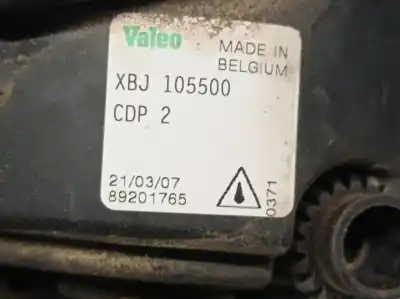 Valeo
MADE IN
BELGIUM
XBJ 105500
CDP 2
21/03/07
89201765
0371